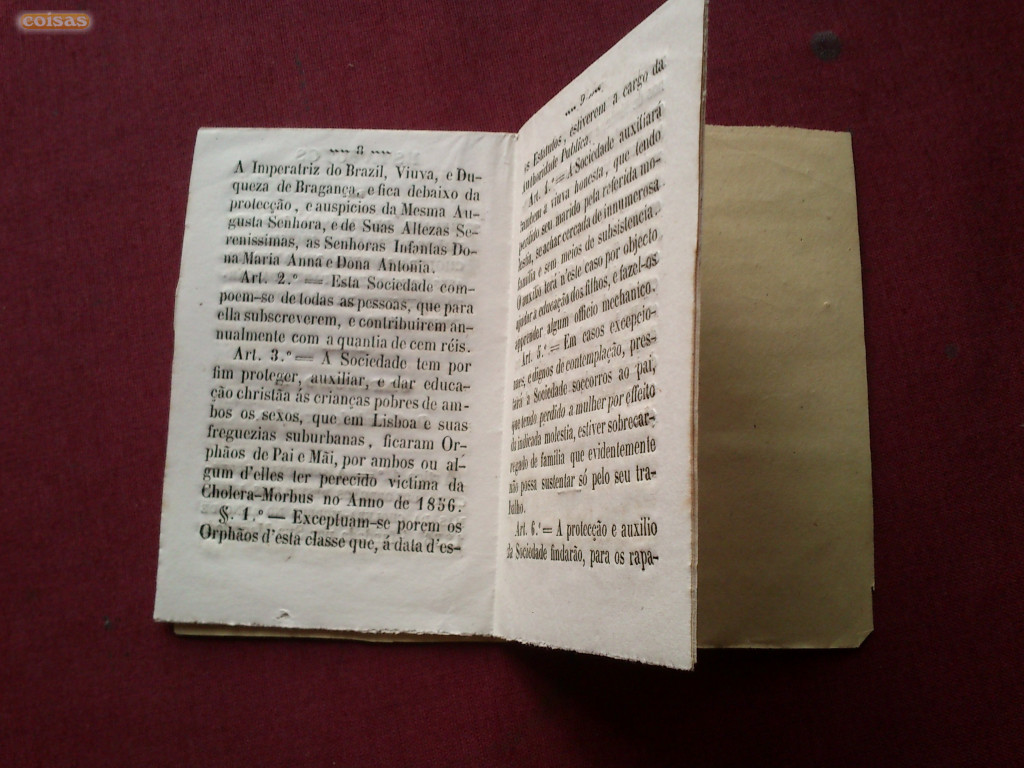 coisas
8
A Imperatriz do Brazil, Viuva, e Du-
queza de Bragança, e fica debaixo da
protecção, e auspicios da Mesma Au-
gusta Senhora, e de Suas Altezas Se-
renissimas, as Senhoras Infantas Do-
na Maria Anna e Dona Antonia.
Art. 2.º = Esta Sociedade com-
poem-se de todas as pessoas, que para
ella subscreverem, e contribuirem an-
nualmente com a quantia de cem réis.
Art. 3.º = A Sociedade tem por
fim proteger, auxiliar, e dar educa-
ção christãa ás crianças pobres de am-
bos os sexos, que em Lisboa e suas
freguezias suburbanas, ficaram Or-
phãos de Pai e Mãi, por ambos ou al-
gum d'elles ter perecido victima da
Cholera-Morbus no Anno de 1856.
§. 1.º — Exceptuam-se porem os
Orphãos d'esta classe que, á data d'es-
9
es Estatutos, estiverem a cargo da
Authoridade Publica.
Art. 4.º = A Sociedade auxiliará
tambem a viuva honesta, que tendo
perdido seu marido pela referida mo-
lestia, se achar cercada de innumerosa
familia e sem meios de subsistencia.
O auxilio terá n'este caso por objecto
ajudar a educação dos filhos, e fazel-os
apprender algum officio mechanico.
Art. 5.º = Em casos excepcio-
naes, e dignos de contemplação, pres-
tará a Sociedade soccorros ao pai,
que tendo perdido a mulher por effeito
da indicada molestia, estiver sobrecar-
regado de familia que evidentemente
não possa sustentar só pelo seu tra-
balho.
Art. 6.º = A protecção e auxilio
da Sociedade findarão, para os rapa-